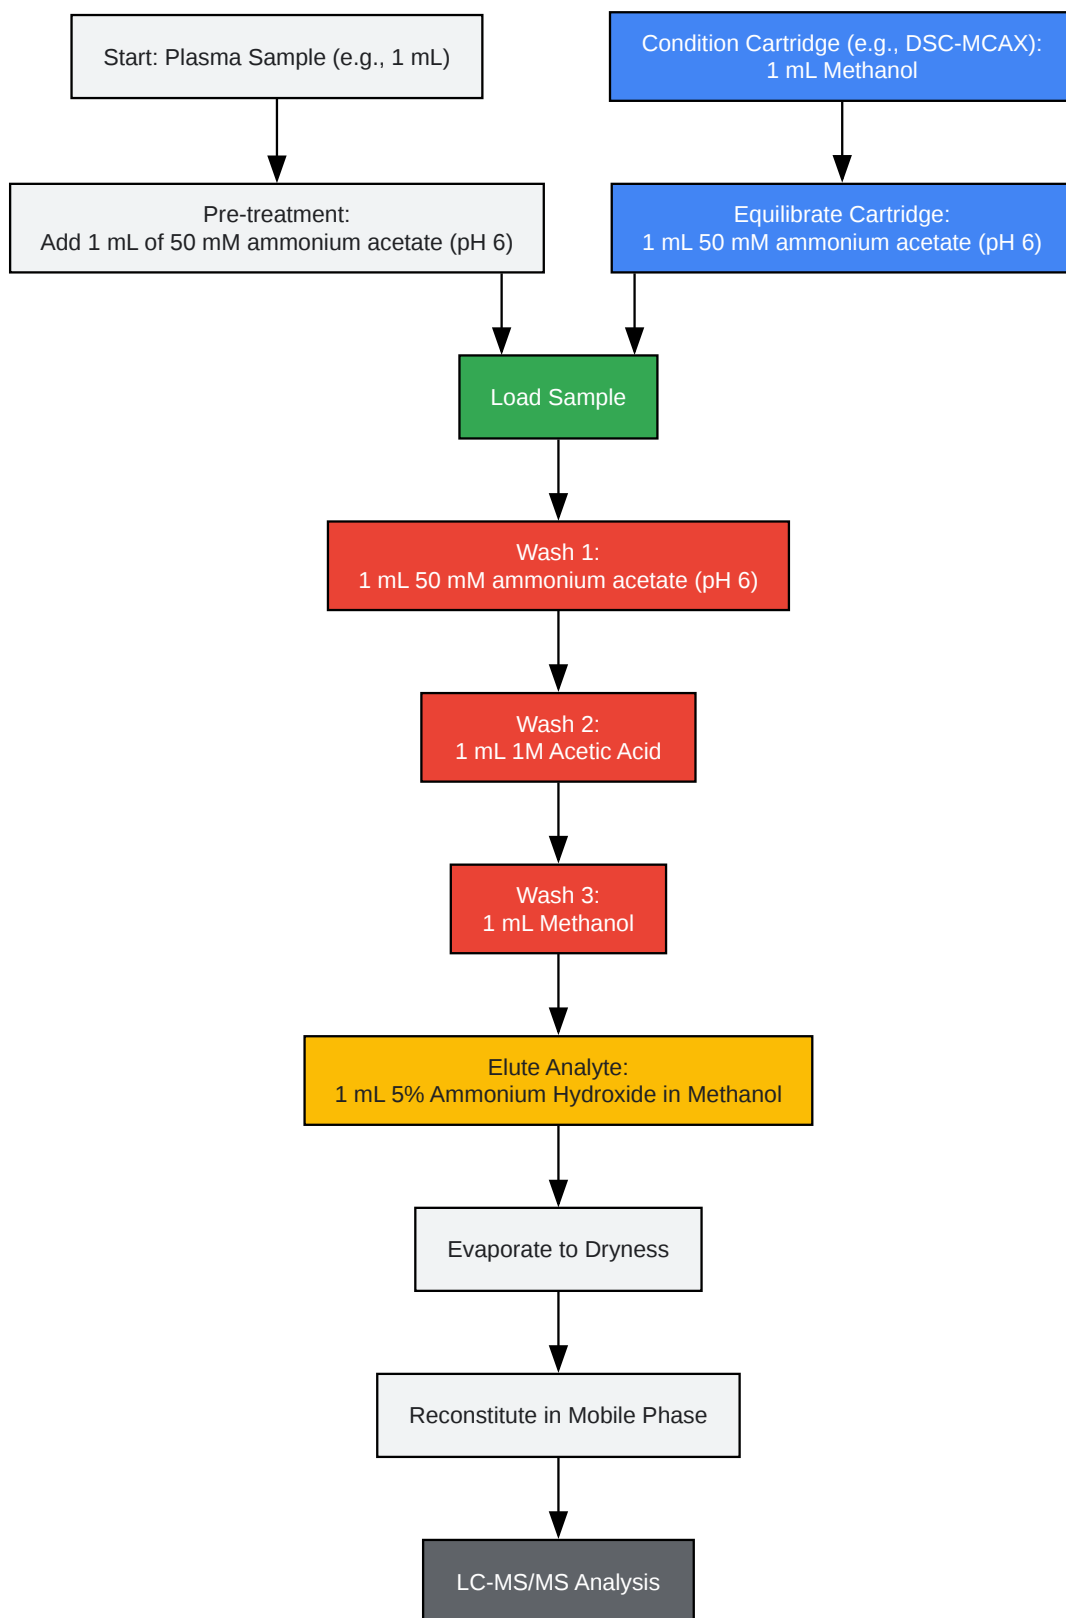 Start: Plasma Sample (e.g., 1 mL)
Condition Cartridge (e.g., DSC-MCAX):
1 mL Methanol
Pre-treatment:
Add 1 mL of 50 mM ammonium acetate (pH 6)
Equilibrate Cartridge:
1 mL 50 mM ammonium acetate (pH 6)
Load Sample
Wash 1:
1 mL 50 mM ammonium acetate (pH 6)
Wash 2:
1 mL 1M Acetic Acid
Wash 3:
1 mL Methanol
Elute Analyte:
1 mL 5% Ammonium Hydroxide in Methanol
Evaporate to Dryness
Reconstitute in Mobile Phase
LC-MS/MS Analysis